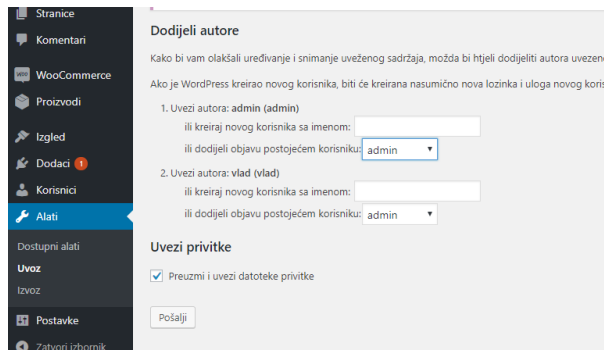 Stranice
Komentari
WooCommerce
Proizvodi
Izgled
Dodaci 1
Korisnici
Alati
Dostupni alati
Uvoz
Izvoz
Postavke
Zatvori izbornik
Dodijeli autore
Kako bi vam olakšali uređivanje i snimanje uveženog sadržaja, možda bi htjeli dodijeliti autora
Ako je WordPress kreirao novog korisnika, biti će kreirana nasumično nova lozinka i uloga novog
1. Uvezi autora: admin (admin)
ili kreiraj novog korisnika sa imenom:
ili dodijeli objavu postojećem korisniku: admin
2. Uvezi autora: vlad (vlad)
ili kreiraj novog korisnika sa imenom:
ili dodijeli objavu postojećem korisniku: admin
Uvezi privitke
Preuzmi i uvezi datoteke privitke
Pošalji